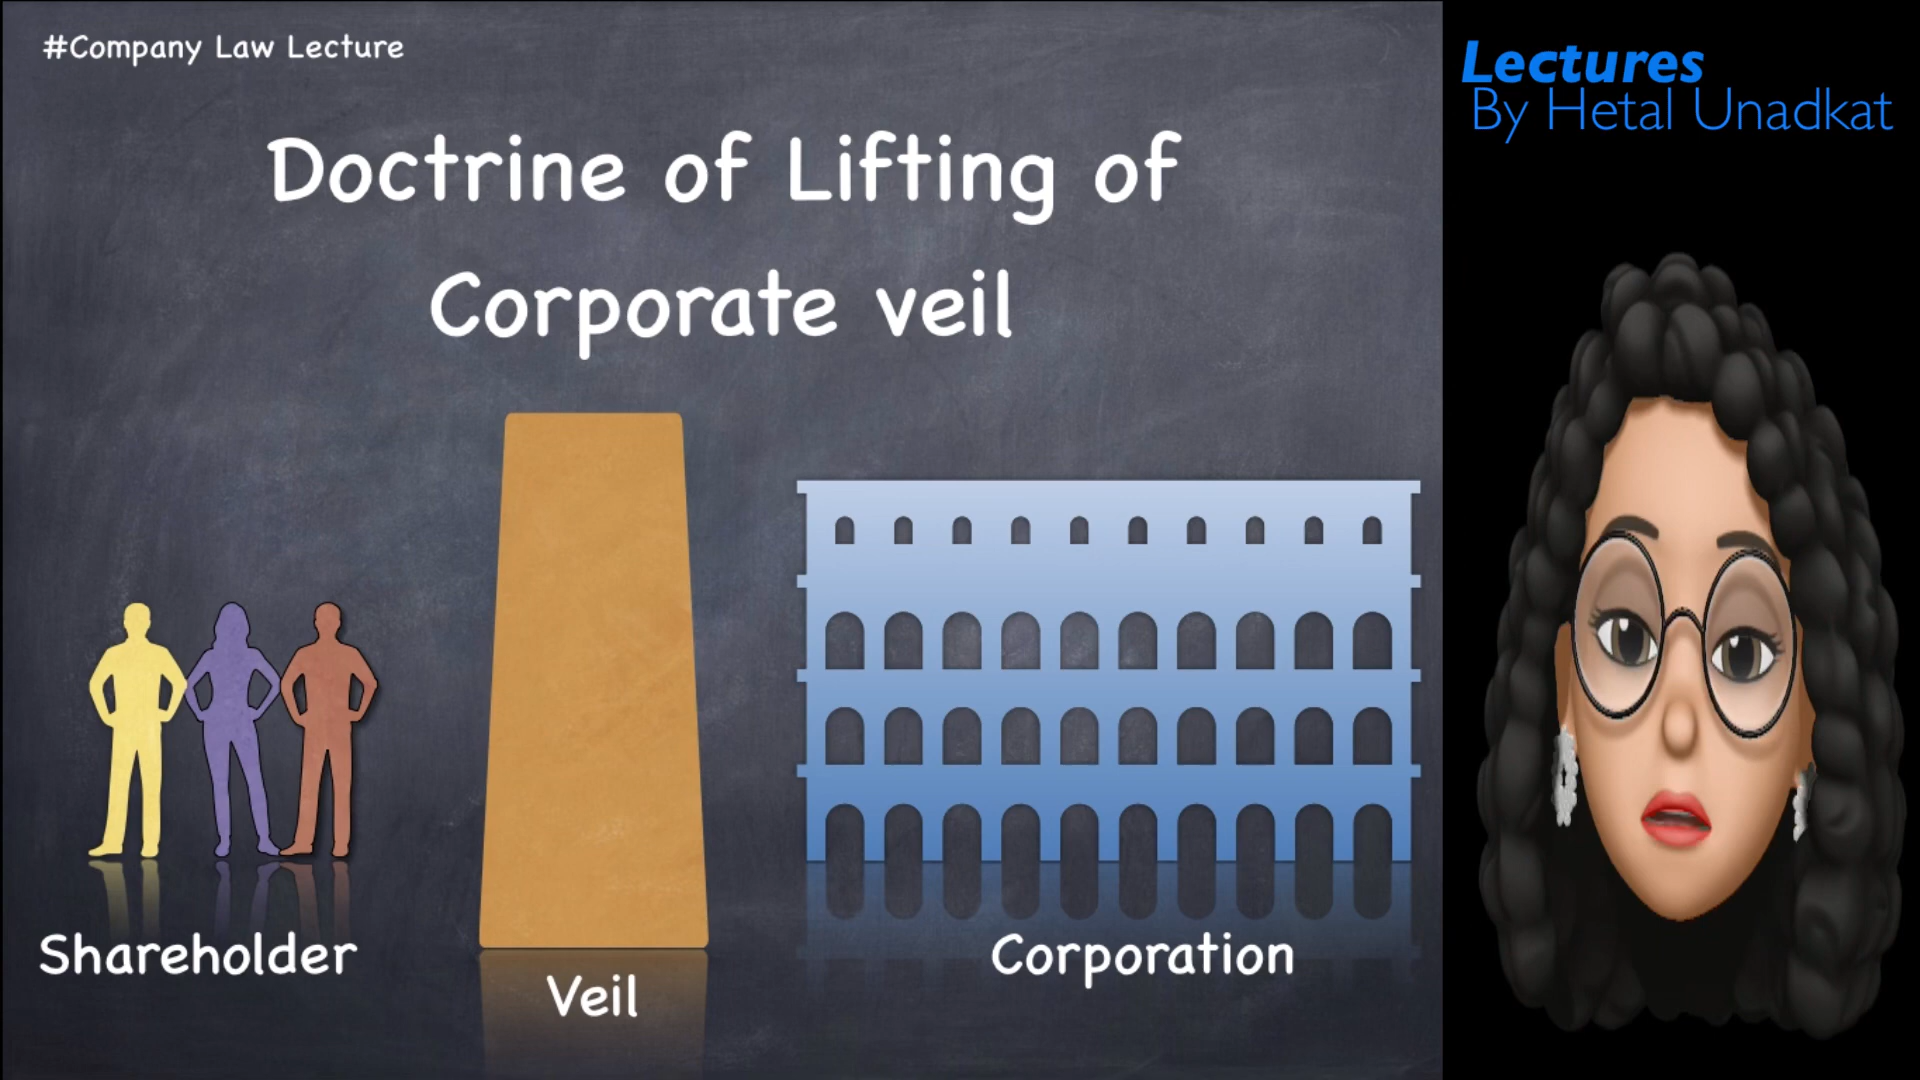 #Company Law Lecture
Doctrine of Lifting of
Corporate veil
Shareholder
Veil
Corporation
Lectures
By Hetal Unadkat